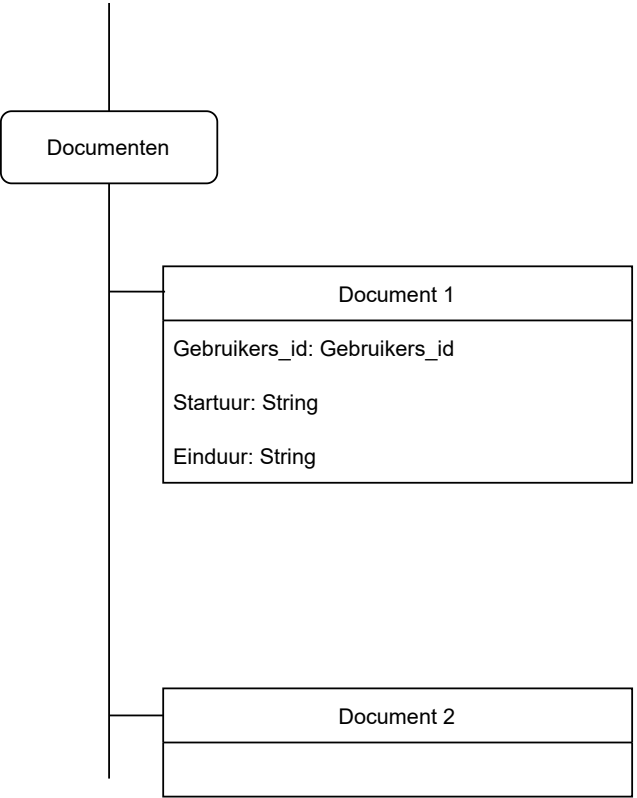 Documenten
Document 1
Gebruikers_id: Gebruikers_id
Startuur: String
Einduur: String
Document 2